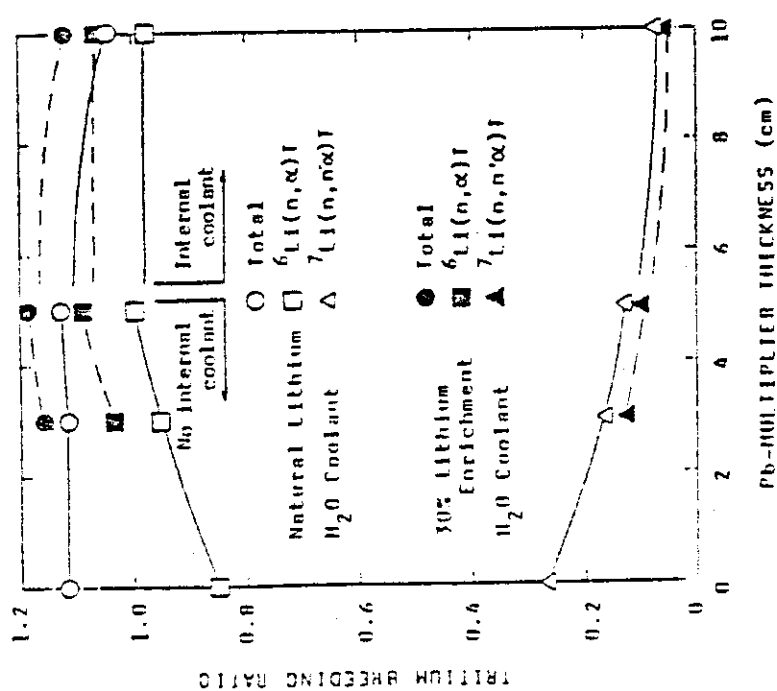 TRITIUM BREEDING RATIO
1.2
1.0
0.8
0.6
0.4
0.2
0
0
2
4
6
8
10
Pb-MULTIPLIER THICKNESS (cm)
No internal coolant
Internal coolant
Natural Lithium
H₂O Coolant
○ Total
□ ⁶Li(n,α)T
△ ⁷Li(n,n'α)T
30% Lithium
Enrichment
H₂O Coolant
● Total
■ ⁶Li(n,α)T
▲ ⁷Li(n,n'α)T